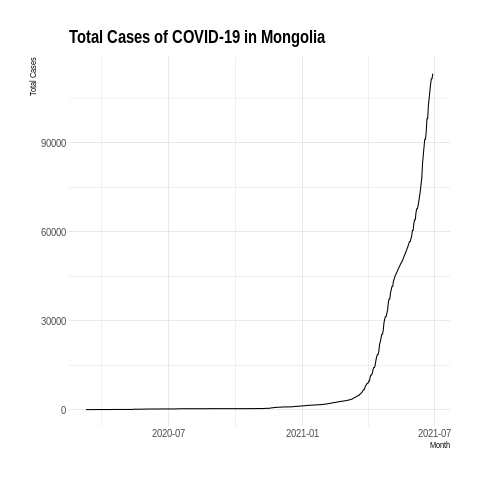 Total Cases of COVID-19 in Mongolia
Total Cases
90000
60000
30000
0
2020-07 2021-01 2021-07
Month